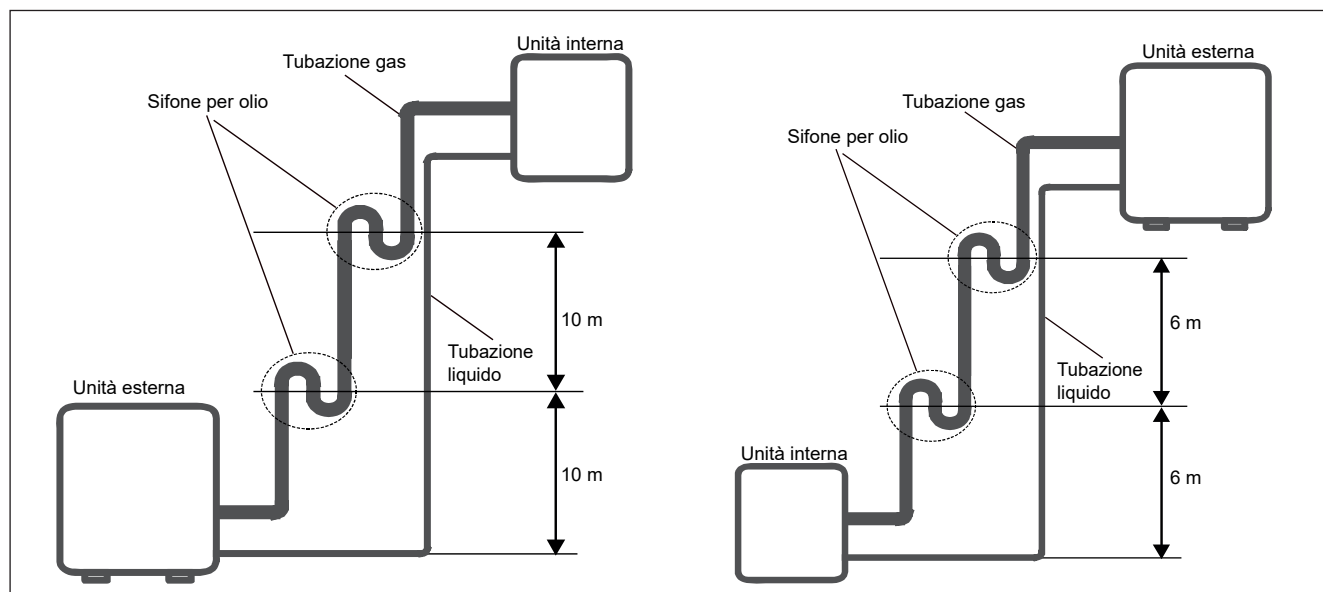 Unità interna
Tubazione gas
Sifone per olio
10 m
Tubazione
liquido
Unità esterna
10 m
Unità esterna
Tubazione gas
Sifone per olio
6 m
Tubazione
liquido
Unità interna
6 m